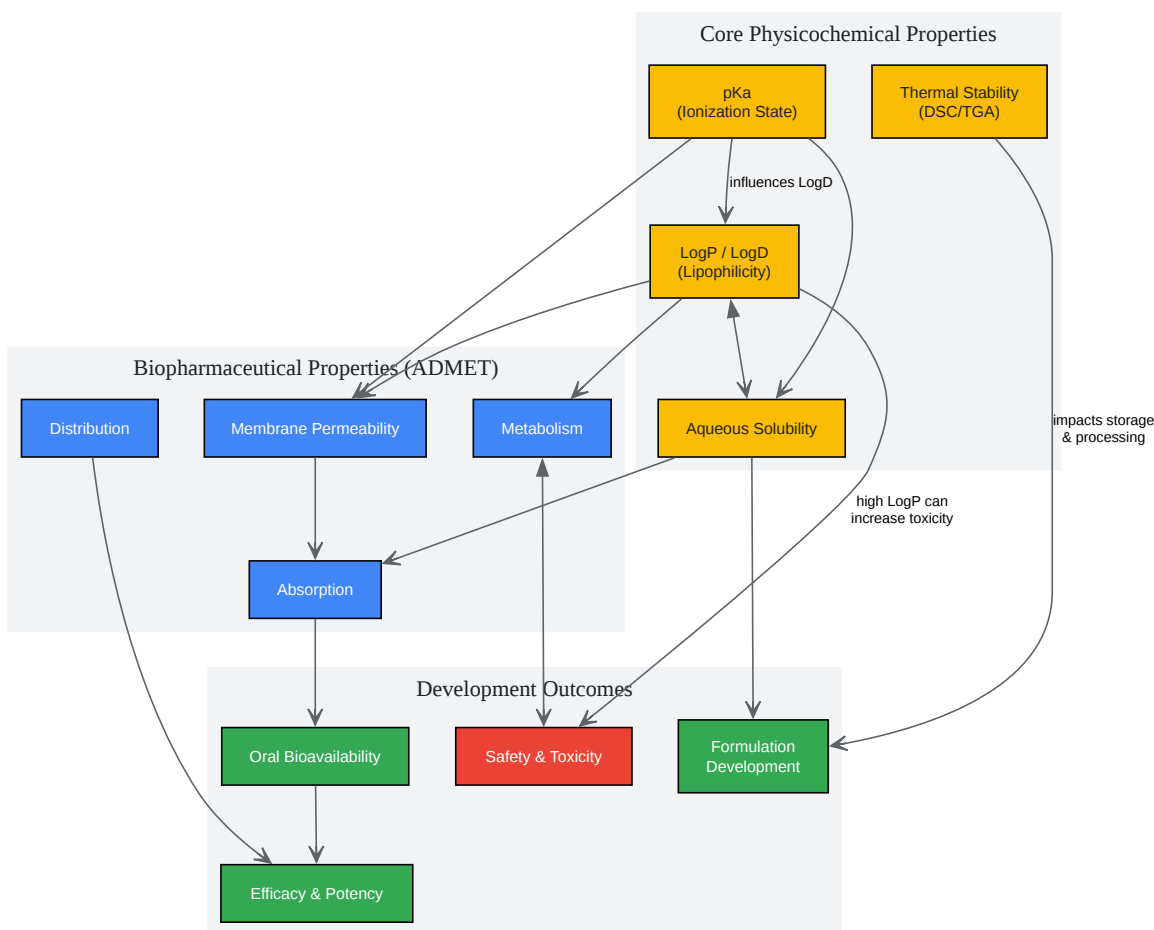 Core Physicochemical Properties
pKa
(Ionization State)
Thermal Stability
(DSC/TGA)
influences LogD
LogP / LogD
(Lipophilicity)
Biopharmaceutical Properties (ADMET)
Distribution
Membrane Permeability
Metabolism
Aqueous Solubility
impacts storage
& processing
high LogP can
increase toxicity
Absorption
Development Outcomes
Oral Bioavailability
Safety & Toxicity
Formulation
Development
Efficacy & Potency